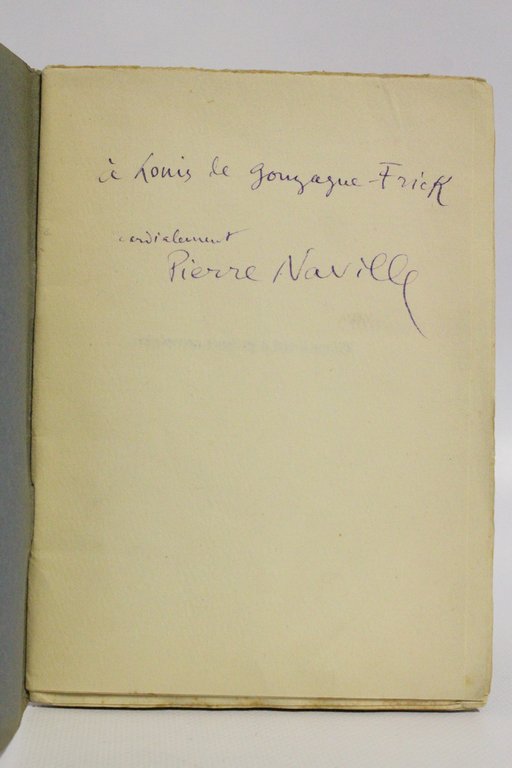 à Louis de Gonzague-Frick
cordialement
Pierre Naville